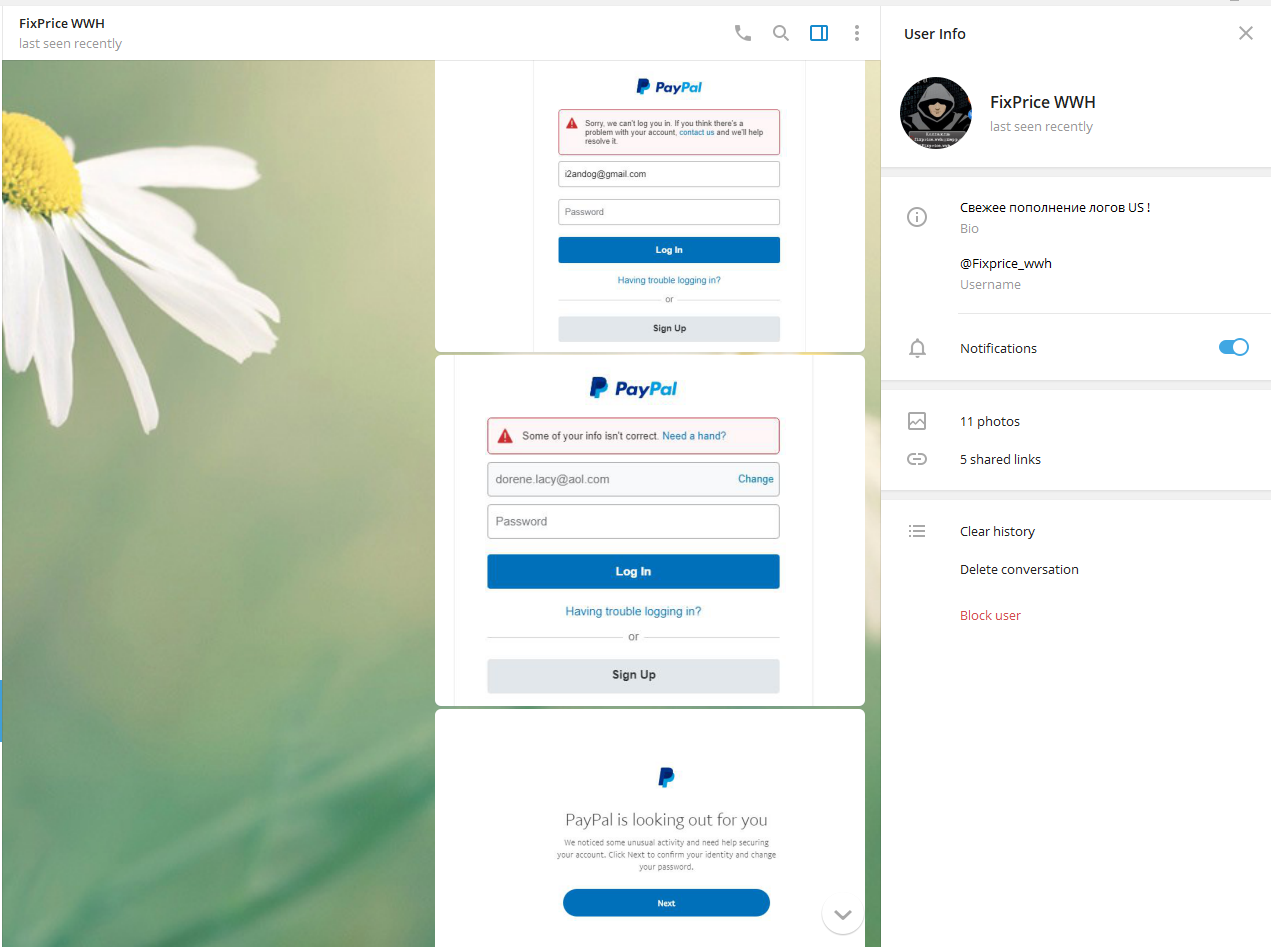 FixPrice WWH
last seen recently
PayPal
Sorry, we can't log you in. If you think there's a
problem with your account, contact us and we'll help
resolve it.
i2andog@gmail.com
Password
Log In
Having trouble logging in?
or
Sign Up
PayPal
Some of your info isn't correct. Need a hand?
dorene.lacy@aol.com
Change
Password
Log In
Having trouble logging in?
or
Sign Up
PayPal is looking out for you
We noticed some unusual activity and need help securing
your account. Click Next to confirm your identity and change
your password.
Next
User Info
FixPrice WWH
last seen recently
Свежее пополнение логов US !
Bio
@Fixprice_wwh
Username
Notifications
11 photos
5 shared links
Clear history
Delete conversation
Block user